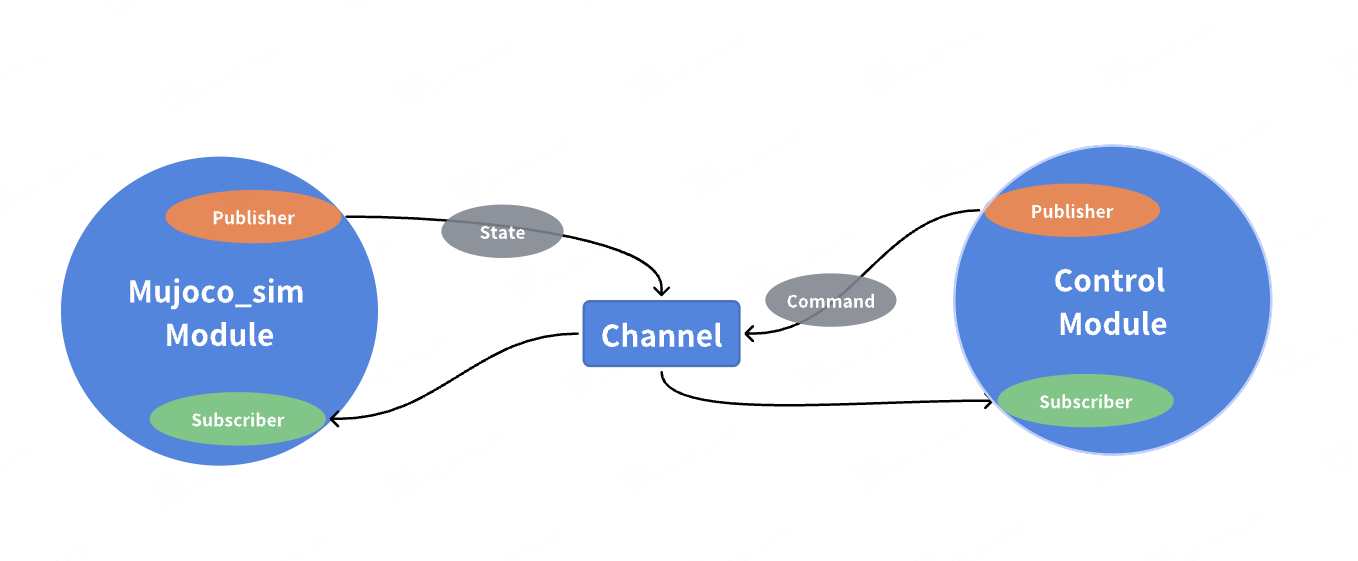 Publisher
Mujoco_sim
Module
Subscriber
State
Channel
Command
Publisher
Control
Module
Subscriber